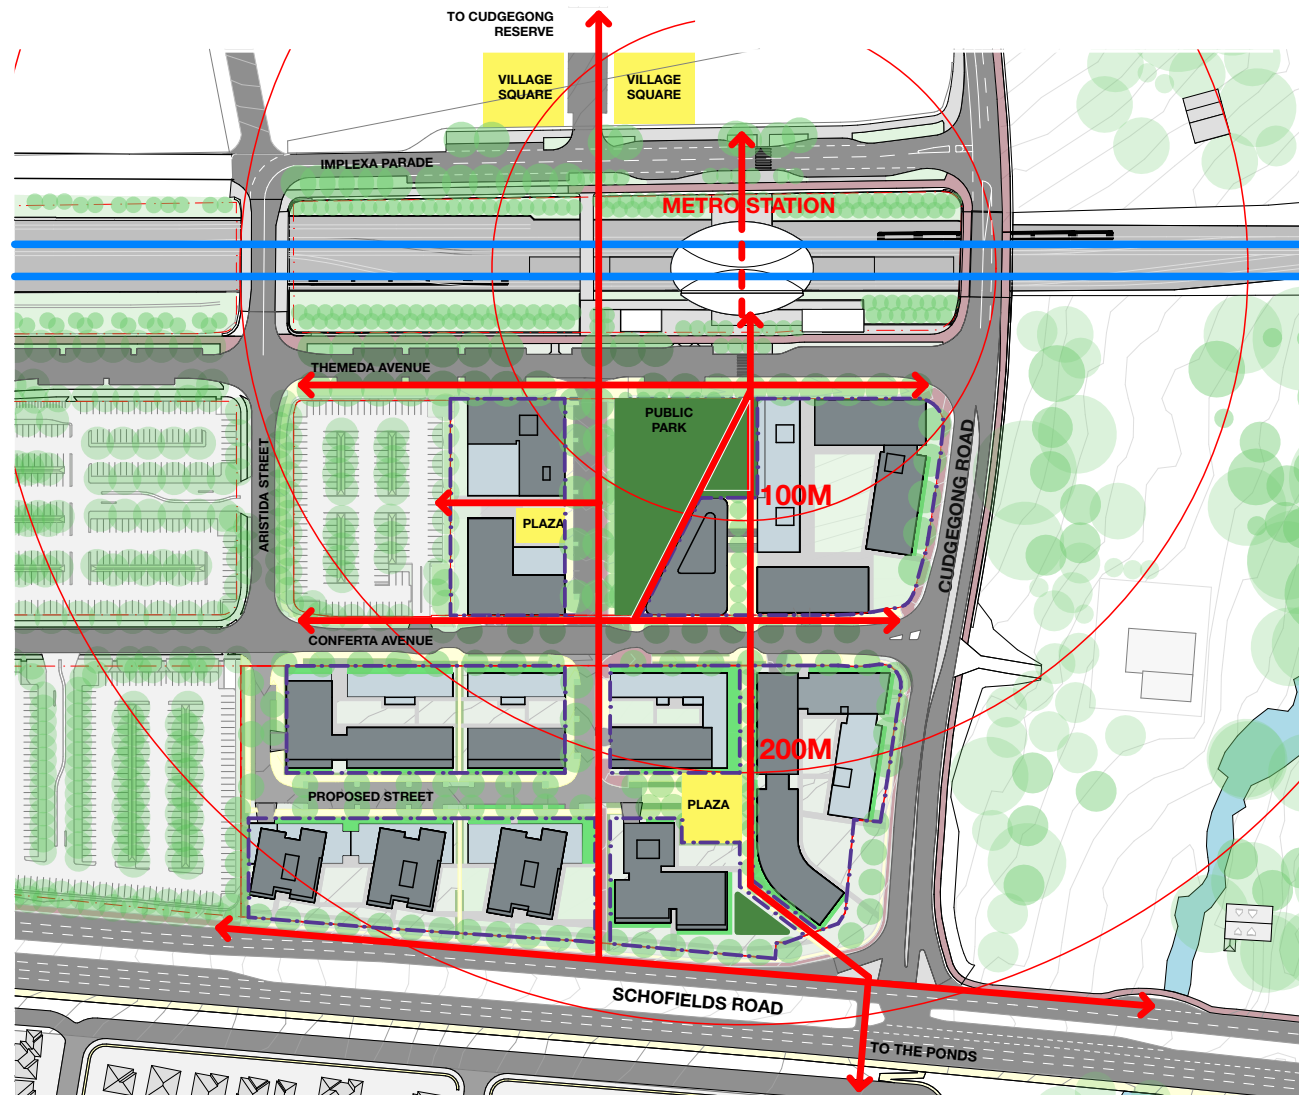 TO CUDGEGONG
RESERVE
VILLAGE
SQUARE
VILLAGE
SQUARE
IMPLEXA PARADE
METRO STATION
THEMEDA AVENUE
PUBLIC
PARK
ARISTIDA STREET
100M
PLAZA
CUDGEGONG ROAD
CONFERTA AVENUE
200M
PROPOSED STREET
PLAZA
SCHOFIELDS ROAD
TO THE PONDS